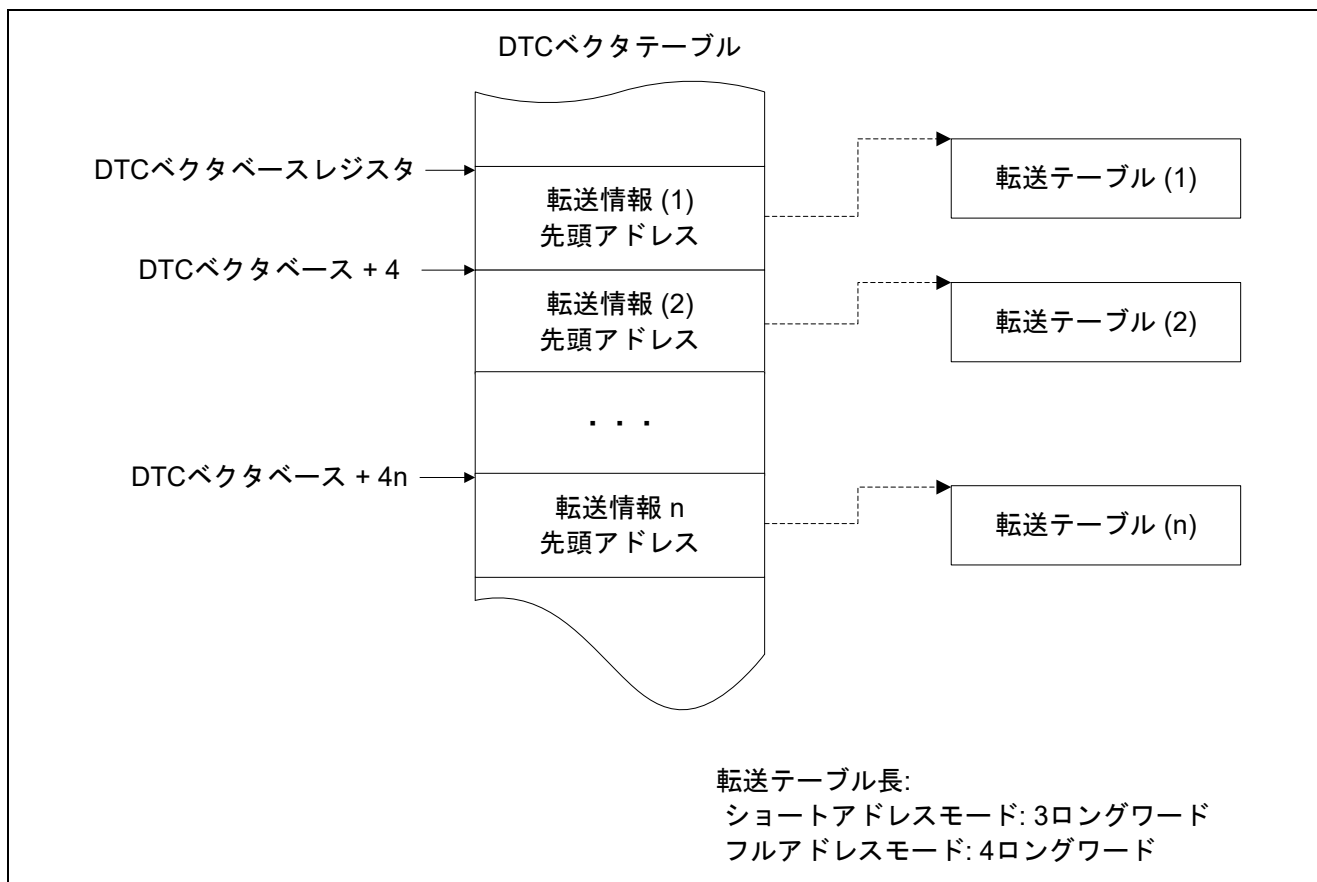 DTCベクタテーブル
DTCベクタベースレジスタ
転送情報 (1)
先頭アドレス
転送テーブル (1)
DTCベクタベース + 4
転送情報 (2)
先頭アドレス
転送テーブル (2)
・・・
DTCベクタベース + 4n
転送情報 n
先頭アドレス
転送テーブル (n)
転送テーブル長:
ショートアドレスモード: 3ロングワード
フルアドレスモード: 4ロングワード